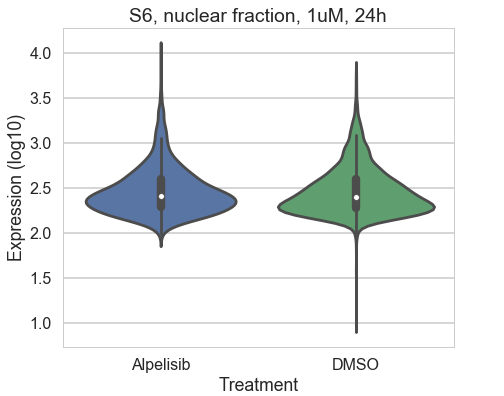 S6, nuclear fraction, 1uM, 24h
Expression (log10)
4.0
3.5
3.0
2.5
2.0
1.5
1.0
Alpelisib DMSO
Treatment